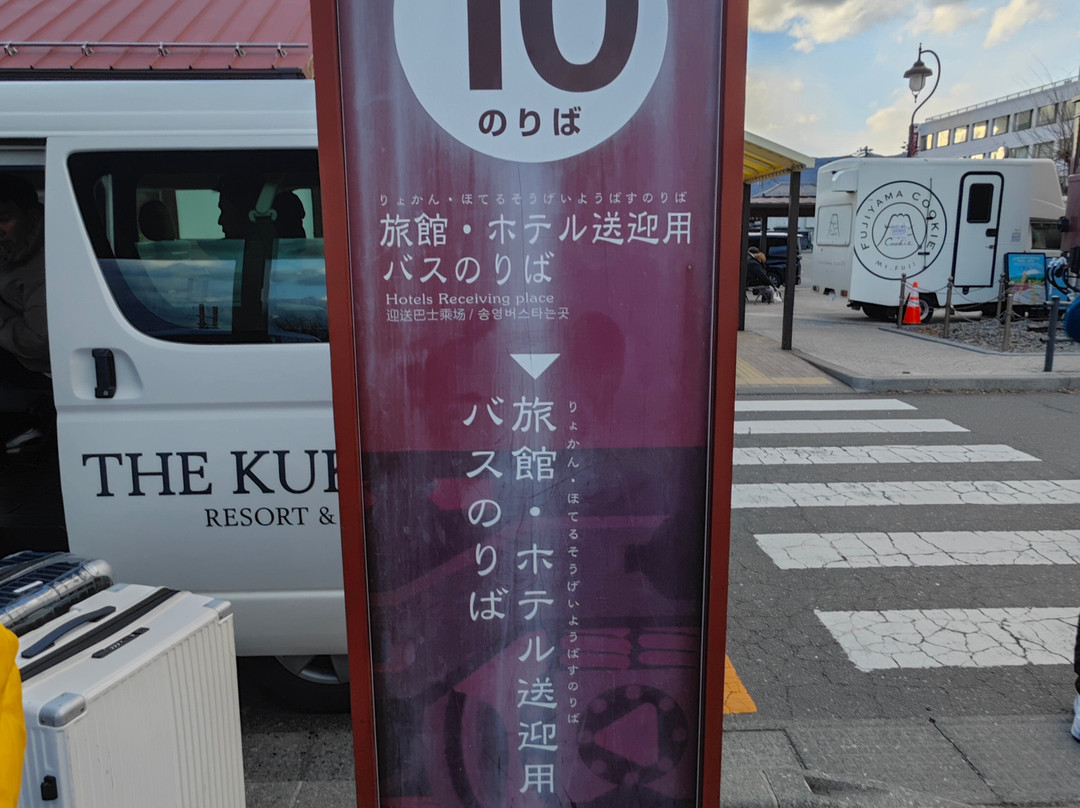 10
のりば
りょかん・ほてるそうげいようばすのりば
旅館・ホテル送迎用
バスのりば
Hotels Receiving place
迎送巴士乘场 / 송영버스타는곳
りょかん・ほてるそうげいようばすのりば
旅館・ホテル送迎用
バスのりば
THE KUK
RESORT &
FUJIYAMA COOKIE
Cookie
Mt. Fuji